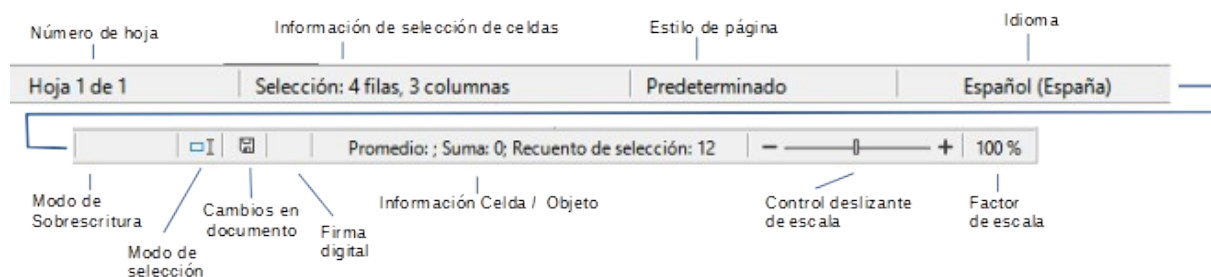 Número de hoja
Información de selección de celdas
Estilo de página
Idioma
Hoja 1 de 1
Selección: 4 filas, 3 columnas
Predeterminado
Español (España)
Promedio: ; Suma: 0; Recuento de selección: 12
100 %
Modo de
Sobrescritura
Modo de
selección
Cambios en
documento
Firma
digital
Información Celda / Objeto
Control deslizante
de escala
Factor
de escala